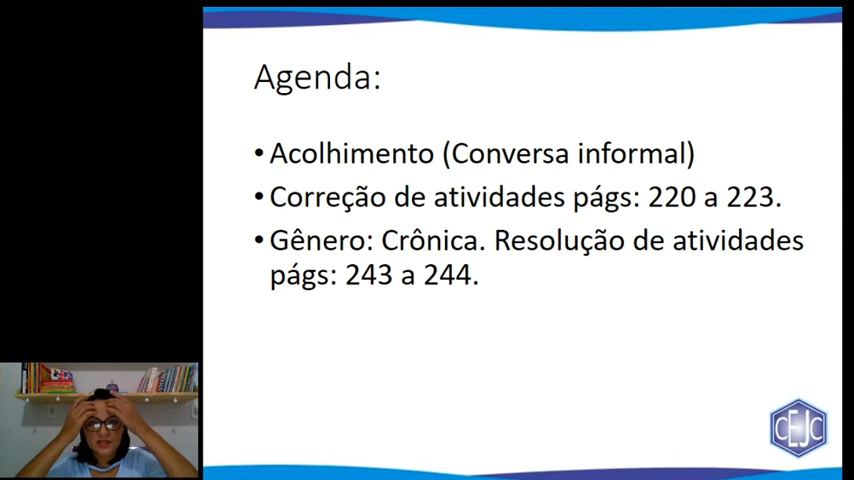 Agenda:
• Acolhimento (Conversa informal)
• Correção de atividades págs: 220 a 223.
• Gênero: Crônica. Resolução de atividades
págs: 243 a 244.
CEJC